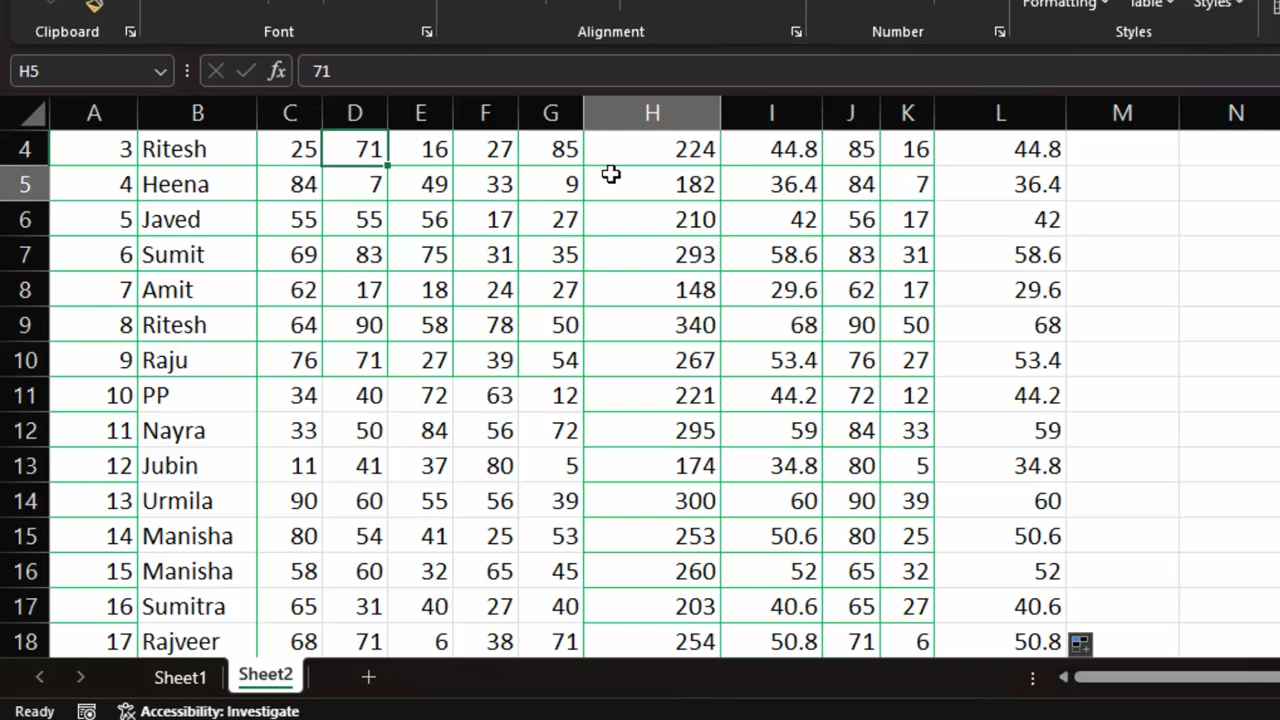 Formatting Table Styles
Clipboard Font Alignment Number Styles
H5 fx 71
A B C D E F G H I J K L M N
4 3 Ritesh 25 71 16 27 85 224 44.8 85 16 44.8
5 4 Heena 84 7 49 33 9 182 36.4 84 7 36.4
6 5 Javed 55 55 56 17 27 210 42 56 17 42
7 6 Sumit 69 83 75 31 35 293 58.6 83 31 58.6
8 7 Amit 62 17 18 24 27 148 29.6 62 17 29.6
9 8 Ritesh 64 90 58 78 50 340 68 90 50 68
10 9 Raju 76 71 27 39 54 267 53.4 76 27 53.4
11 10 PP 34 40 72 63 12 221 44.2 72 12 44.2
12 11 Nayra 33 50 84 56 72 295 59 84 33 59
13 12 Jubin 11 41 37 80 5 174 34.8 80 5 34.8
14 13 Urmila 90 60 55 56 39 300 60 90 39 60
15 14 Manisha 80 54 41 25 53 253 50.6 80 25 50.6
16 15 Manisha 58 60 32 65 45 260 52 65 32 52
17 16 Sumitra 65 31 40 27 40 203 40.6 65 27 40.6
18 17 Rajveer 68 71 6 38 71 254 50.8 71 6 50.8
Sheet1 Sheet2
Ready Accessibility: Investigate